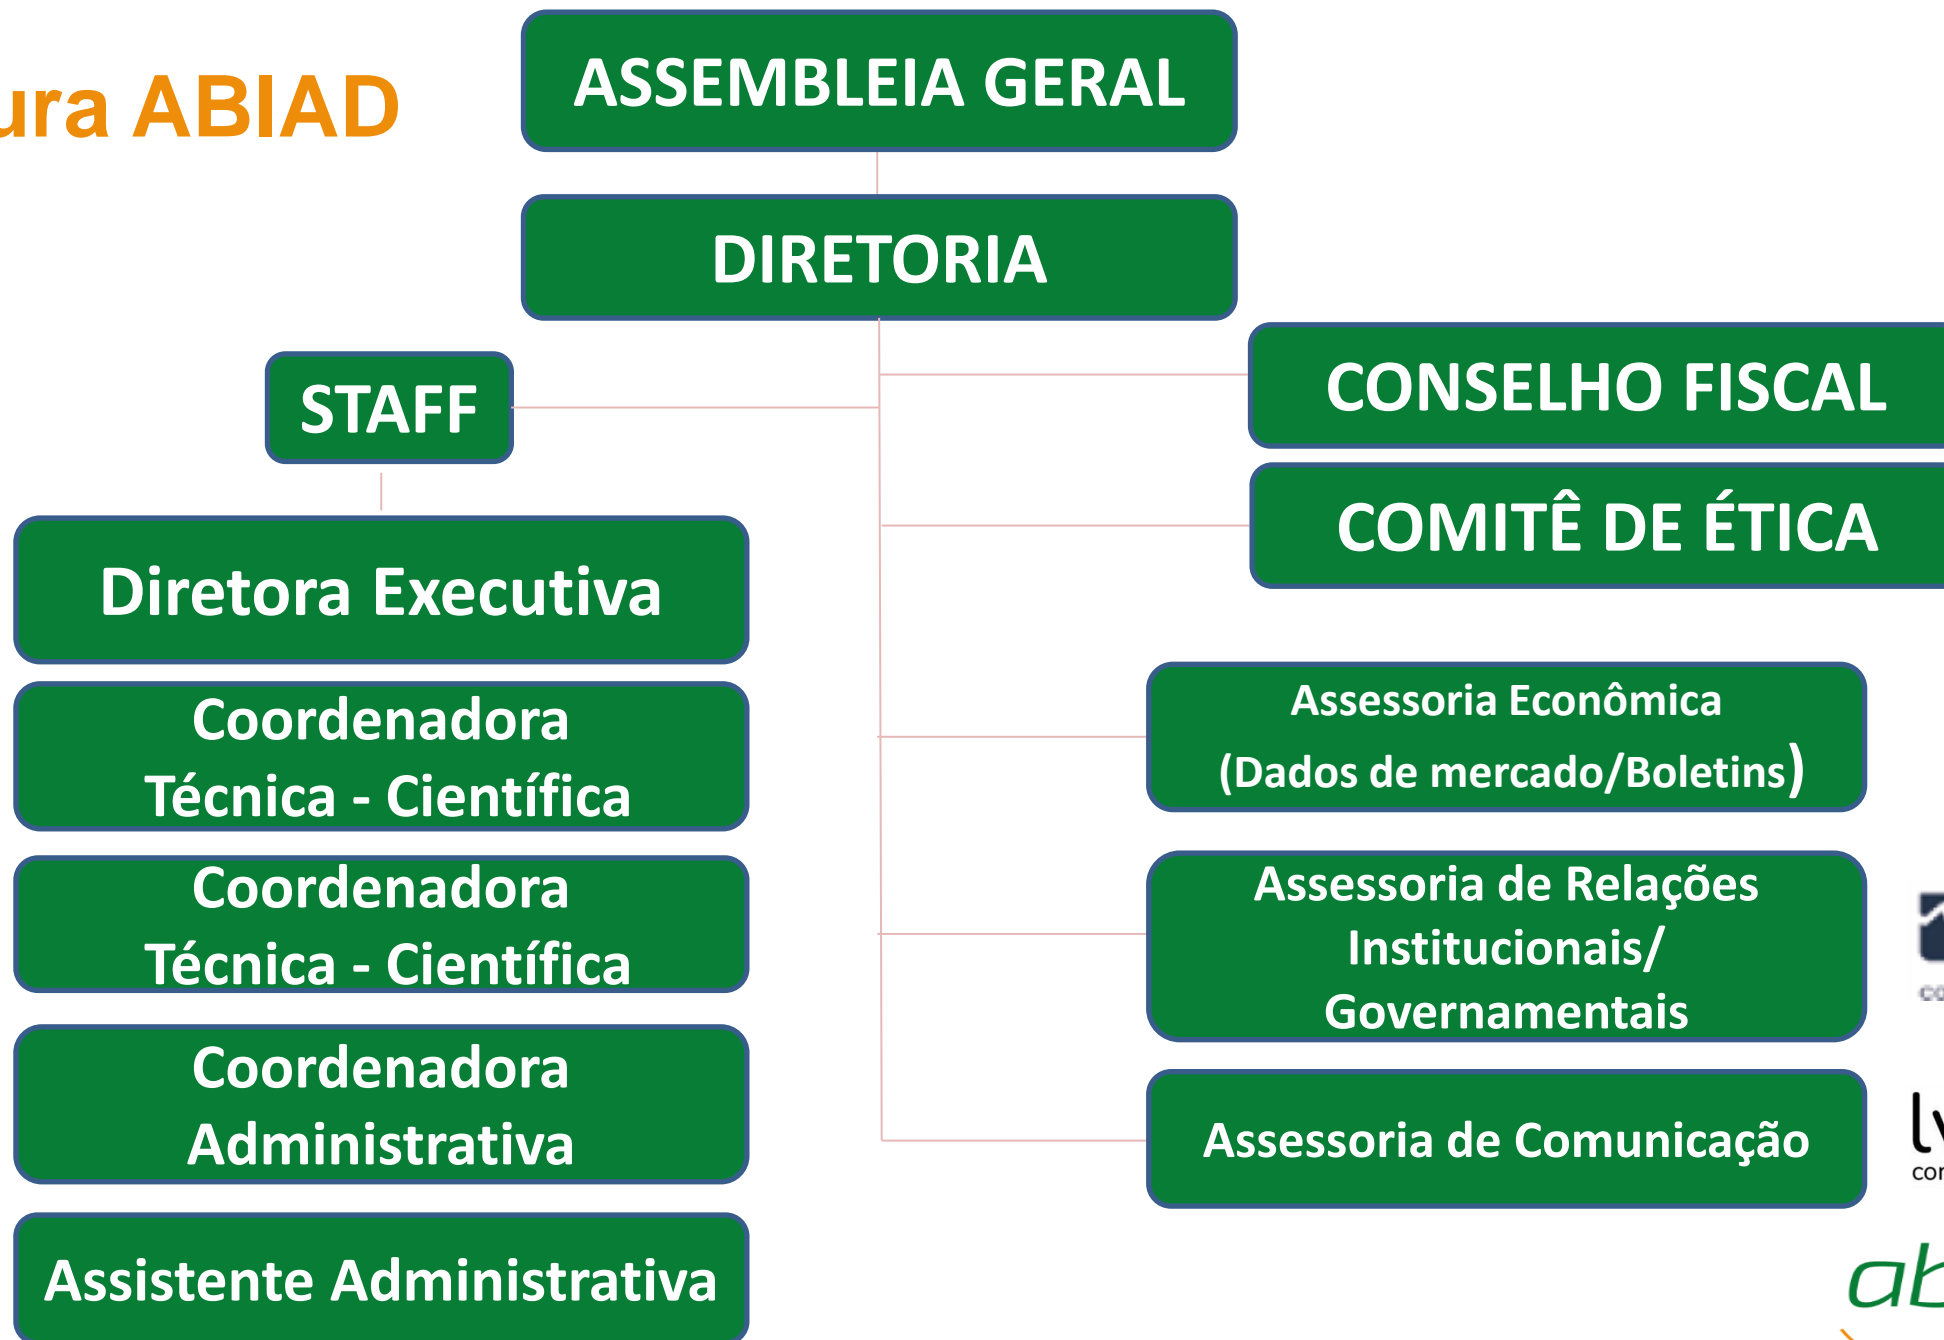 ura ABIAD
ASSEMBLEIA GERAL
DIRETORIA
STAFF
CONSELHO FISCAL
COMITÊ DE ÉTICA
Diretora Executiva
Coordenadora
Técnica - Científica
Coordenadora
Técnica - Científica
Coordenadora
Administrativa
Assistente Administrativa
Assessoria Econômica
(Dados de mercado/Boletins)
Assessoria de Relações
Institucionais/
Governamentais
Assessoria de Comunicação